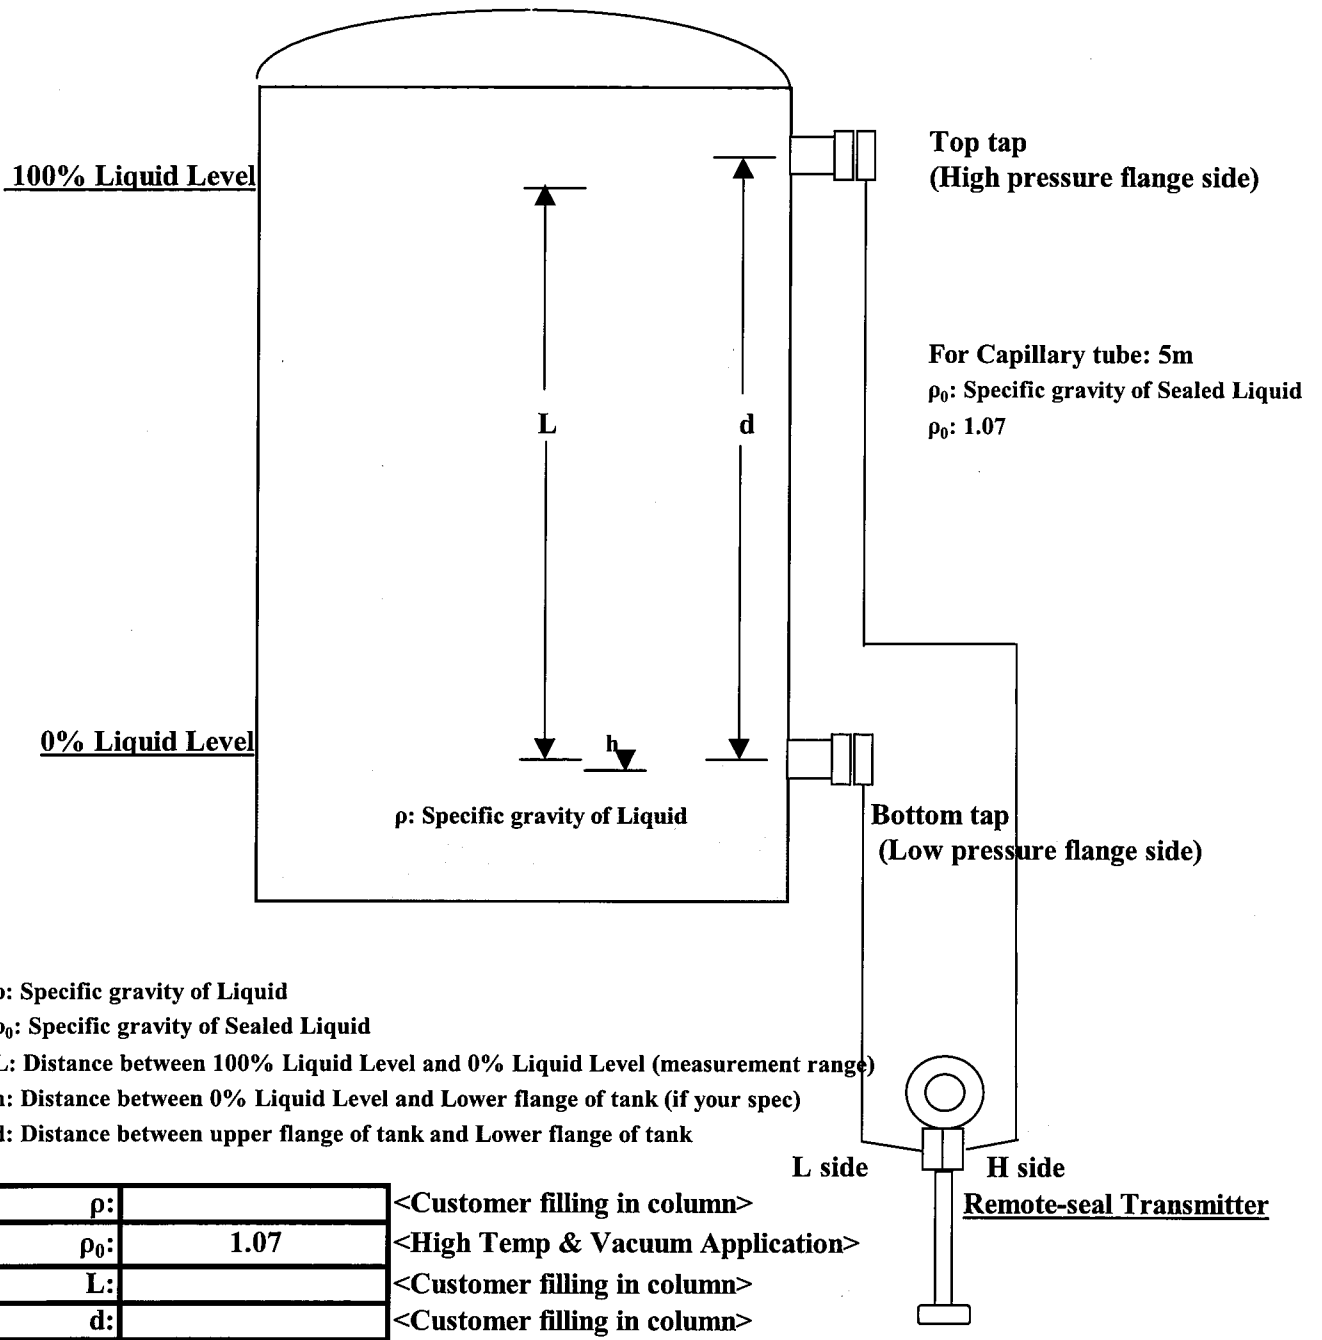 100% Liquid Level
Top tap
(High pressure flange side)
For Capillary tube: 5m
ρ₀: Specific gravity of Sealed Liquid
ρ₀: 1.07
L
d
0% Liquid Level
h
ρ: Specific gravity of Liquid
Bottom tap
(Low pressure flange side)
ρ: Specific gravity of Liquid
ρ₀: Specific gravity of Sealed Liquid
L: Distance between 100% Liquid Level and 0% Liquid Level (measurement range)
h: Distance between 0% Liquid Level and Lower flange of tank (if your spec)
d: Distance between upper flange of tank and Lower flange of tank
L side
H side
Remote-seal Transmitter
ρ: <Customer filling in column>
ρ₀: 1.07 <High Temp & Vacuum Application>
L: <Customer filling in column>
d: <Customer filling in column>